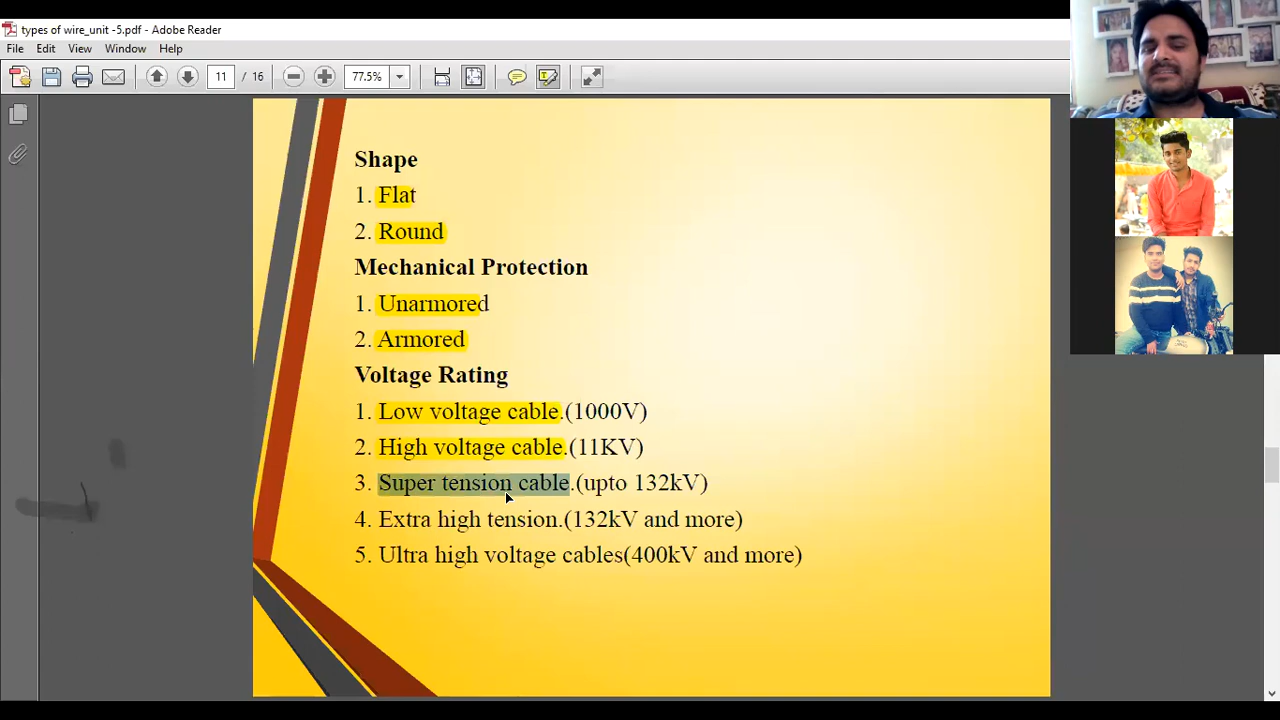 types of wire_unit -5.pdf - Adobe Reader
File Edit View Window Help
11 / 16 77.5%
Shape
1. Flat
2. Round
Mechanical Protection
1. Unarmored
2. Armored
Voltage Rating
1. Low voltage cable.(1000V)
2. High voltage cable.(11KV)
3. Super tension cable.(upto 132kV)
4. Extra high tension.(132kV and more)
5. Ultra high voltage cables(400kV and more)